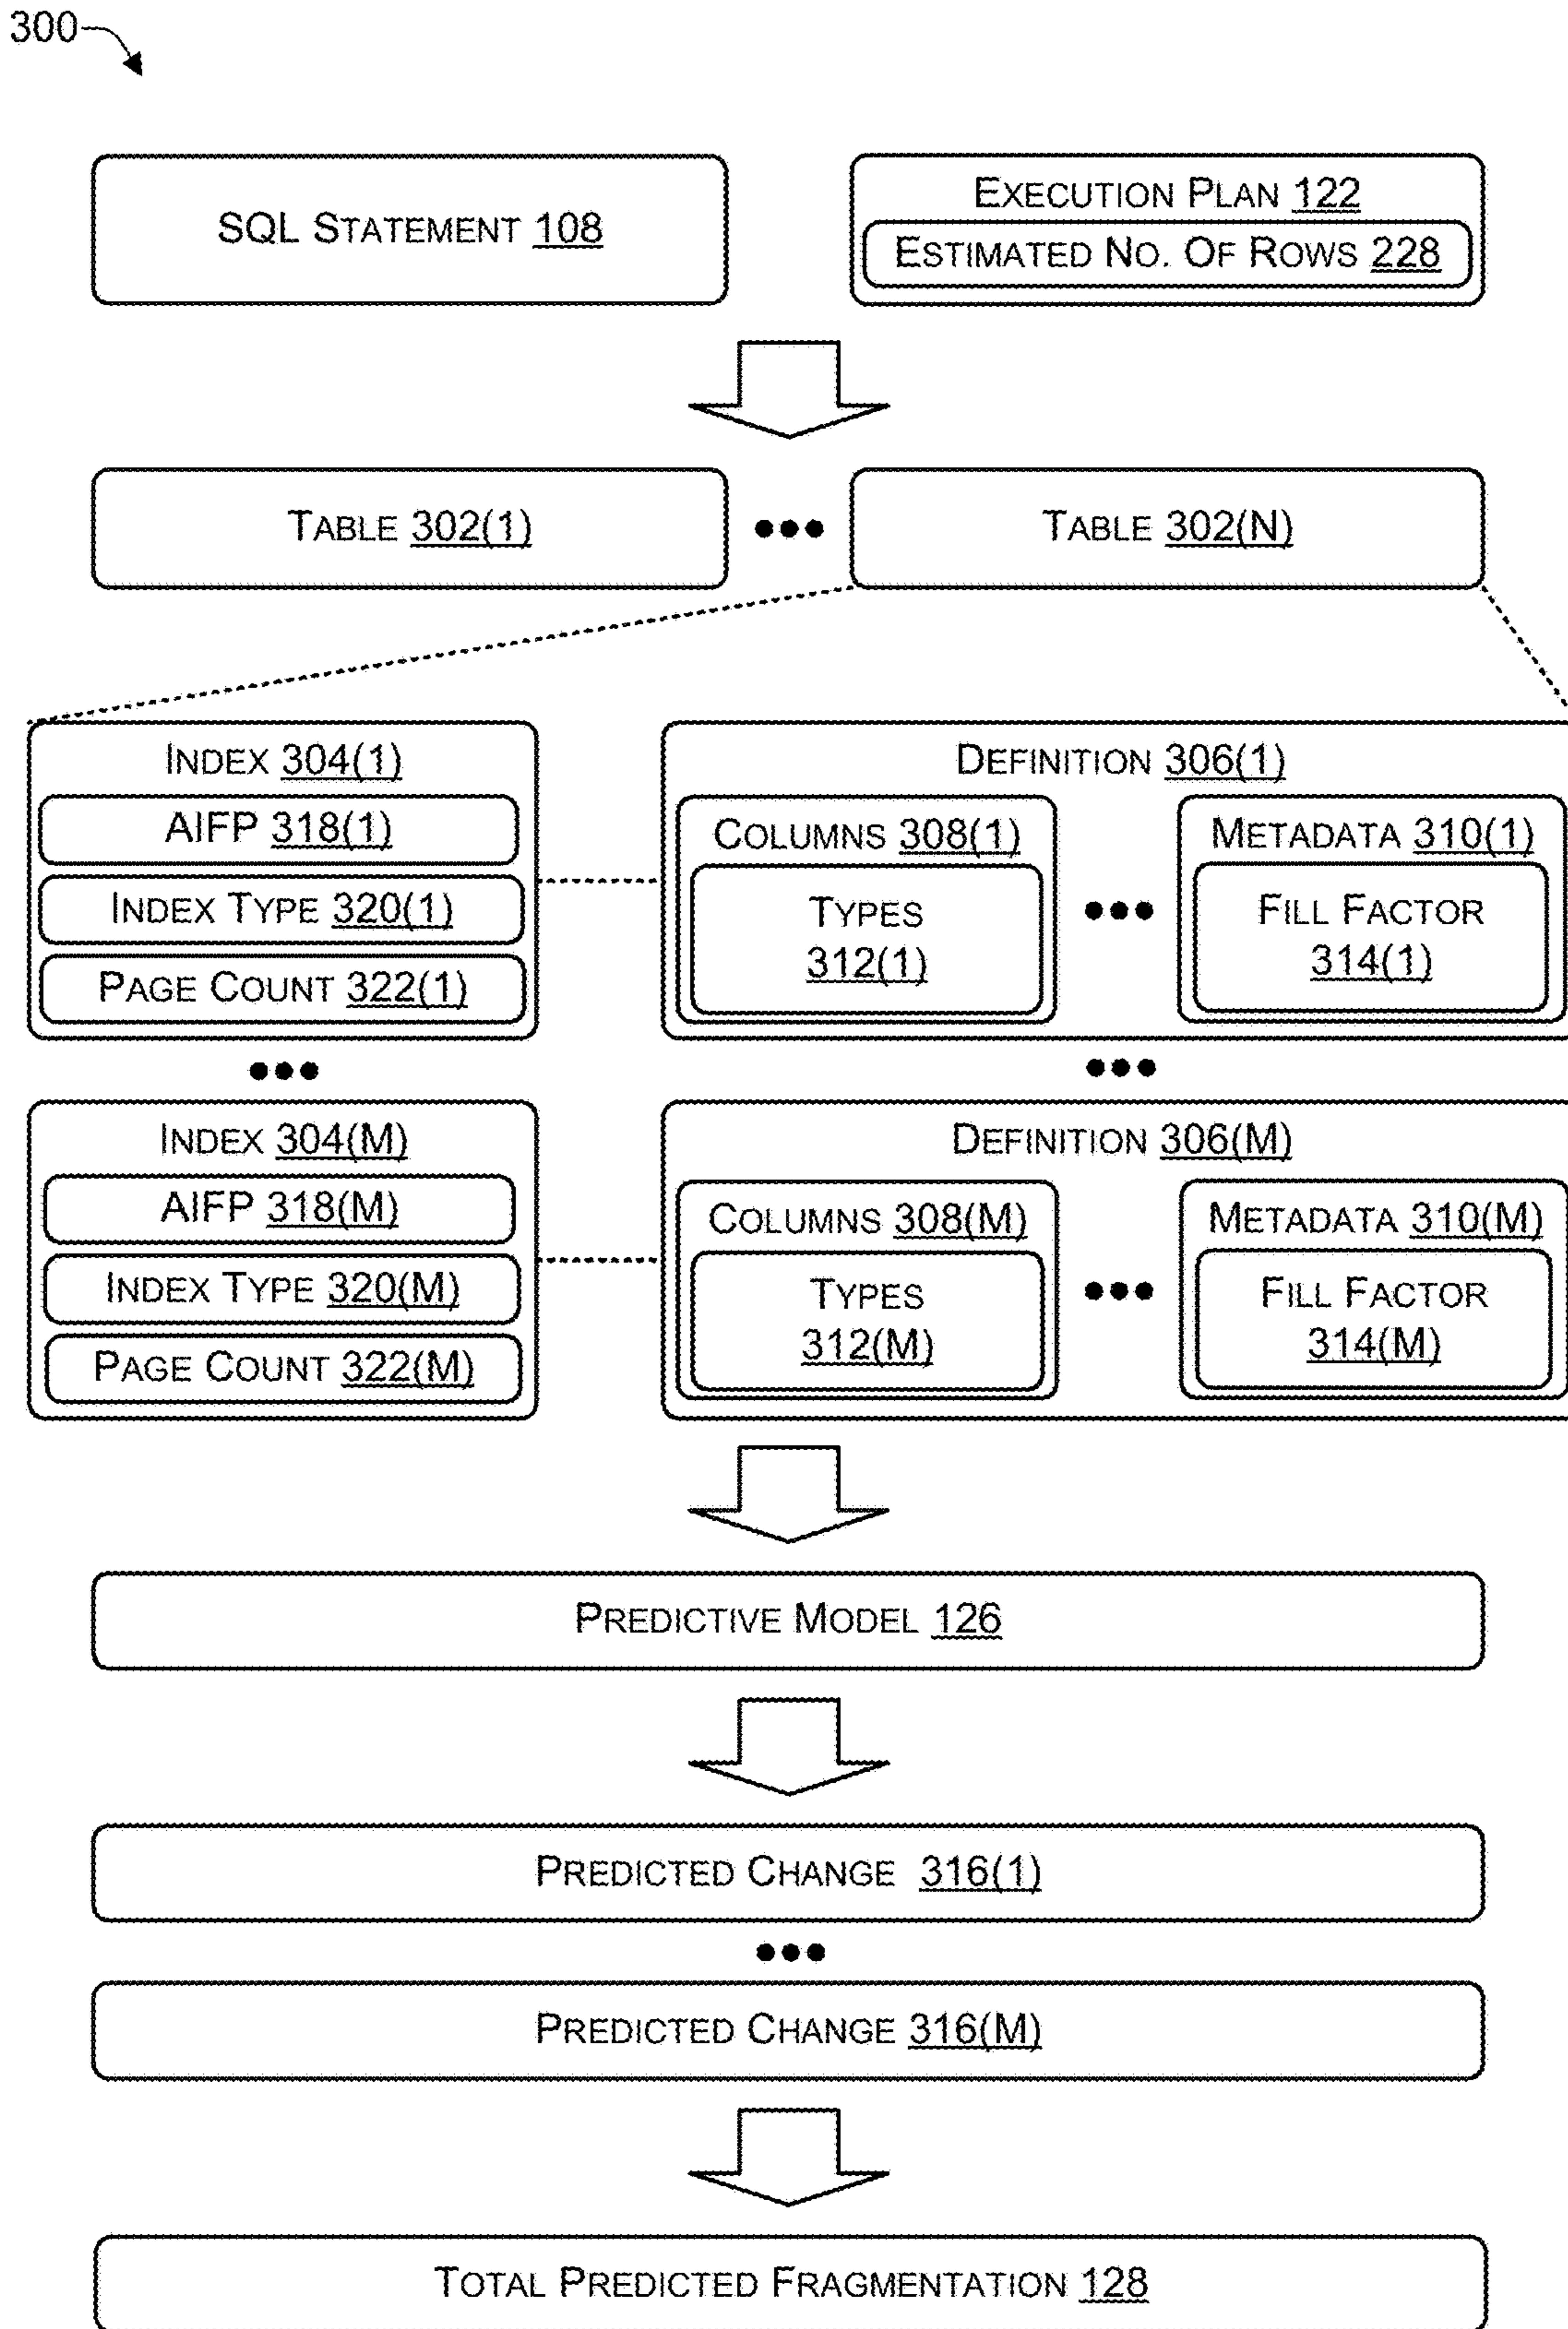 300
SQL STATEMENT 108
EXECUTION PLAN 122
ESTIMATED NO. OF ROWS 228
TABLE 302(1)
TABLE 302(N)
INDEX 304(1)
AIFP 318(1)
INDEX TYPE 320(1)
PAGE COUNT 322(1)
DEFINITION 306(1)
COLUMNS 308(1)
TYPES
312(1)
METADATA 310(1)
FILL FACTOR
314(1)
INDEX 304(M)
AIFP 318(M)
INDEX TYPE 320(M)
PAGE COUNT 322(M)
DEFINITION 306(M)
COLUMNS 308(M)
TYPES
312(M)
METADATA 310(M)
FILL FACTOR
314(M)
PREDICTIVE MODEL 126
PREDICTED CHANGE 316(1)
PREDICTED CHANGE 316(M)
TOTAL PREDICTED FRAGMENTATION 128